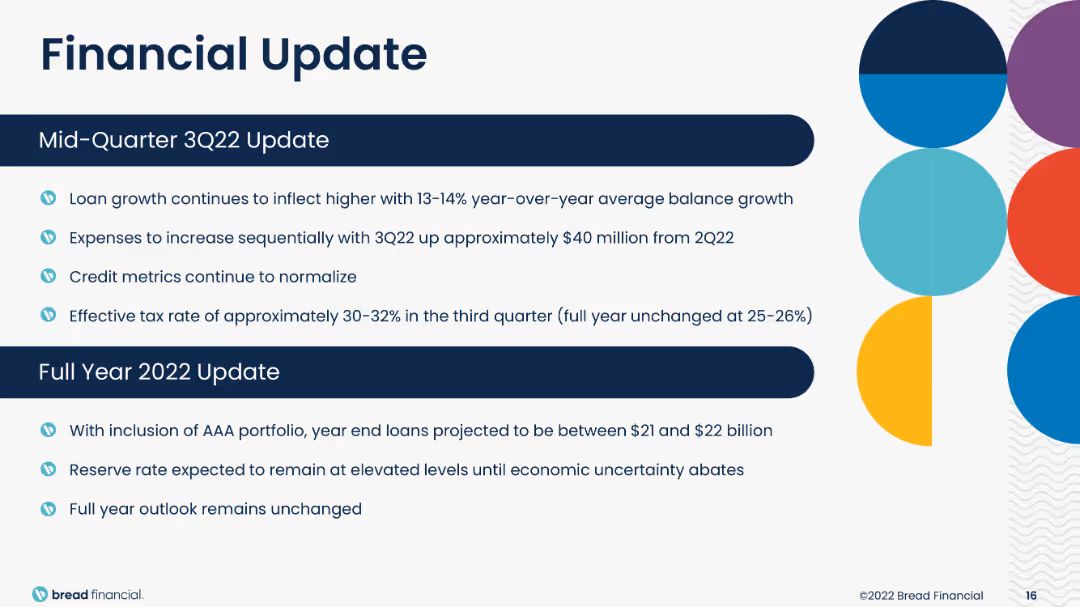 Financial Update
Mid-Quarter 3Q22 Update
Loan growth continues to inflect higher with 13-14% year-over-year average balance growth
Expenses to increase sequentially with 3Q22 up approximately $40 million from 2Q22
Credit metrics continue to normalize
Effective tax rate of approximately 30-32% in the third quarter (full year unchanged at 25-26%)
Full Year 2022 Update
With inclusion of AAA portfolio, year end loans projected to be between $21 and $22 billion
Reserve rate expected to remain at elevated levels until economic uncertainty abates
Full year outlook remains unchanged
bread financial.
©2022 Bread Financial
16